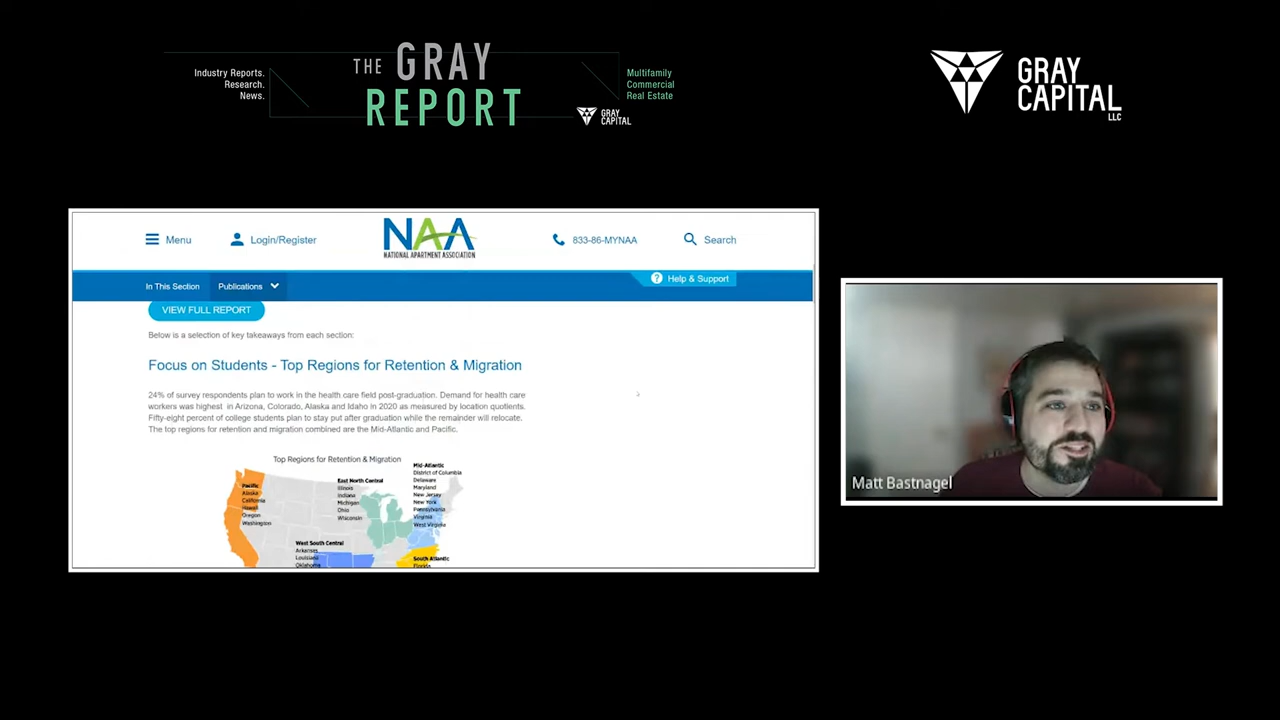 Industry Reports.
Research.
News.
THE GRAY
REPORT
Multifamily
Commercial
Real Estate
GRAY
CAPITAL
GRAY
CAPITAL
LLC
Menu
Login/Register
NAA
NATIONAL APARTMENT ASSOCIATION
833-86-MYNAA
Search
In This Section
Publications
Help & Support
VIEW FULL REPORT
Below is a selection of key takeaways from each section:
Focus on Students - Top Regions for Retention & Migration
24% of survey respondents plan to work in the health care field post-graduation. Demand for health care
workers was highest in Arizona, Colorado, Alaska and Idaho in 2020 as measured by location quotients.
Fifty-eight percent of college students plan to stay put after graduation while the remainder will relocate.
The top regions for retention and migration combined are the Mid-Atlantic and Pacific.
Top Regions for Retention & Migration
Pacific
Alaska
California
Hawaii
Oregon
Washington
East North Central
Illinois
Indiana
Michigan
Ohio
Wisconsin
Mid-Atlantic
District of Columbia
Delaware
Maryland
New Jersey
New York
Pennsylvania
Virginia
West Virginia
West South Central
Arkansas
Louisiana
Oklahoma
South Atlantic
Florida
Matt Bastnagel